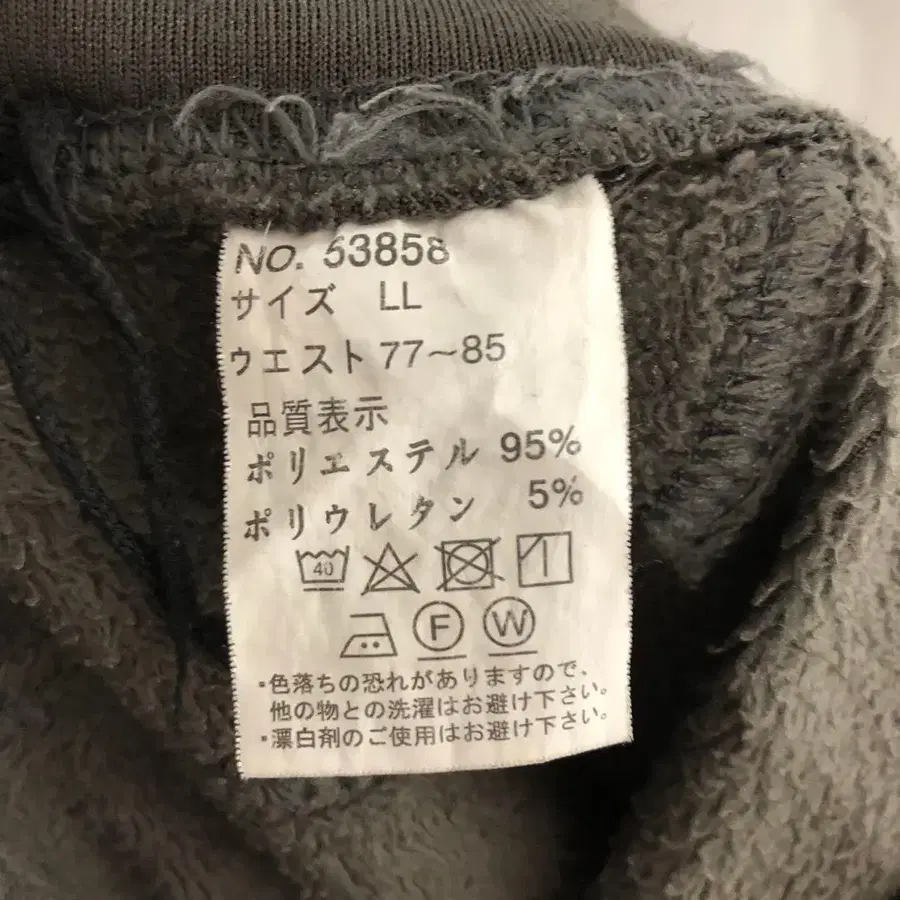 NO. 53858
サイズ LL
ウエスト 77～85
品質表示
ポリエステル 95%
ポリウレタン 5%
40
F W
・色落ちの恐れがありますので、
他の物との洗濯はお避け下さい。
・漂白剤のご使用はお避け下さい。